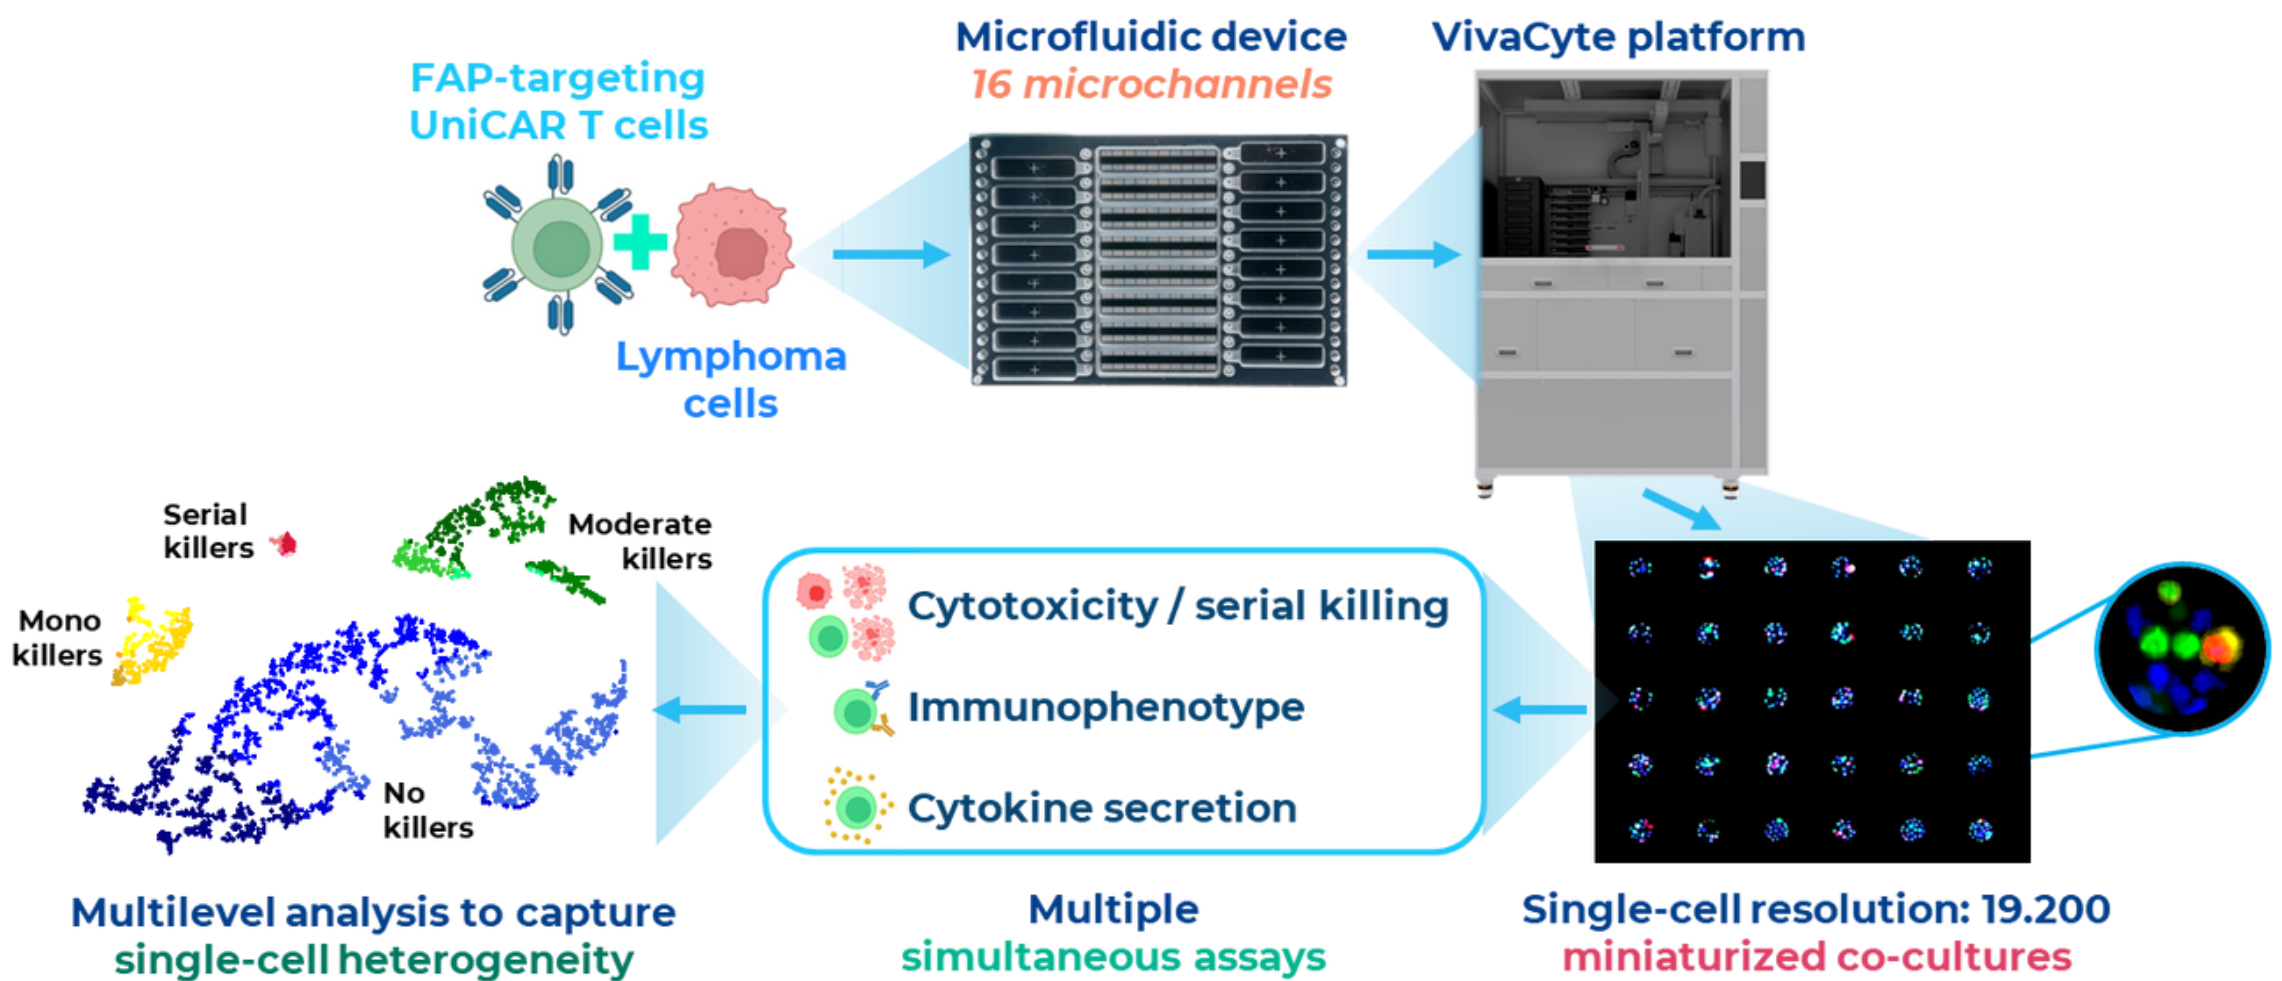 FAP-targeting
UniCAR T cells
Lymphoma
cells
Microfluidic device
16 microchannels
VivaCyte platform
Serial
killers
Moderate
killers
Mono
killers
No
killers
Cytotoxicity / serial killing
Immunophenotype
Cytokine secretion
Multilevel analysis to capture
single-cell heterogeneity
Multiple
simultaneous assays
Single-cell resolution: 19.200
miniaturized co-cultures